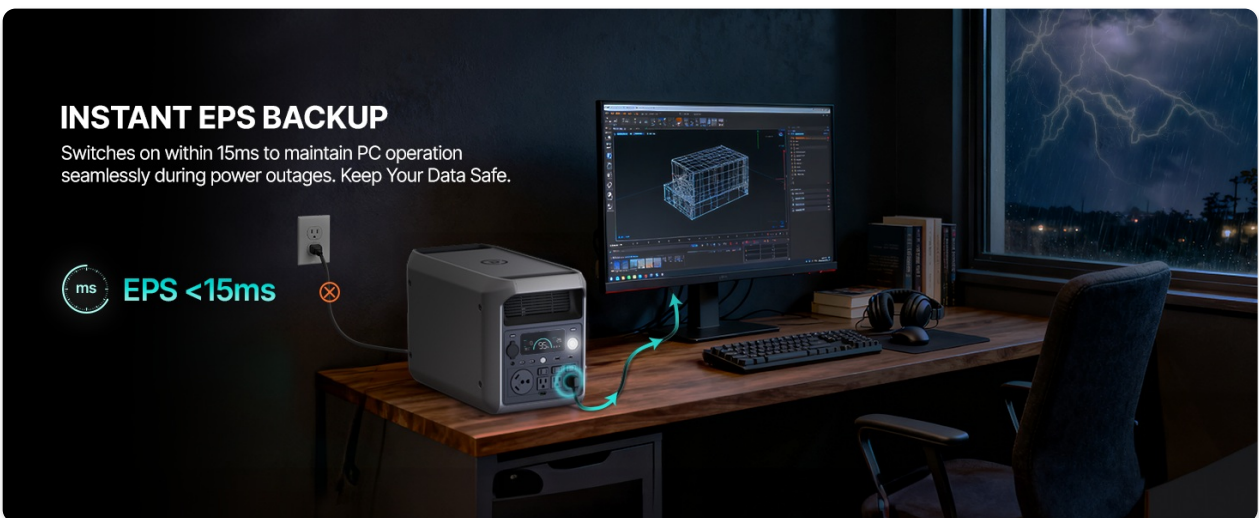 INSTANT EPS BACKUP
Switches on within 15ms to maintain PC operation
seamlessly during power outages. Keep Your Data Safe.
ms
EPS <15ms